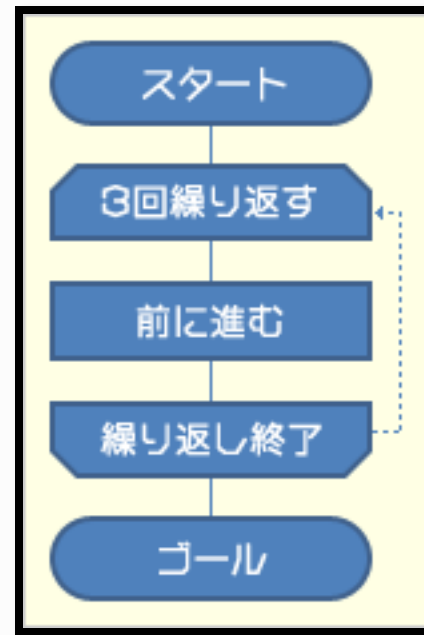 スタート
3回繰り返す
前に進む
繰り返し終了
ゴール